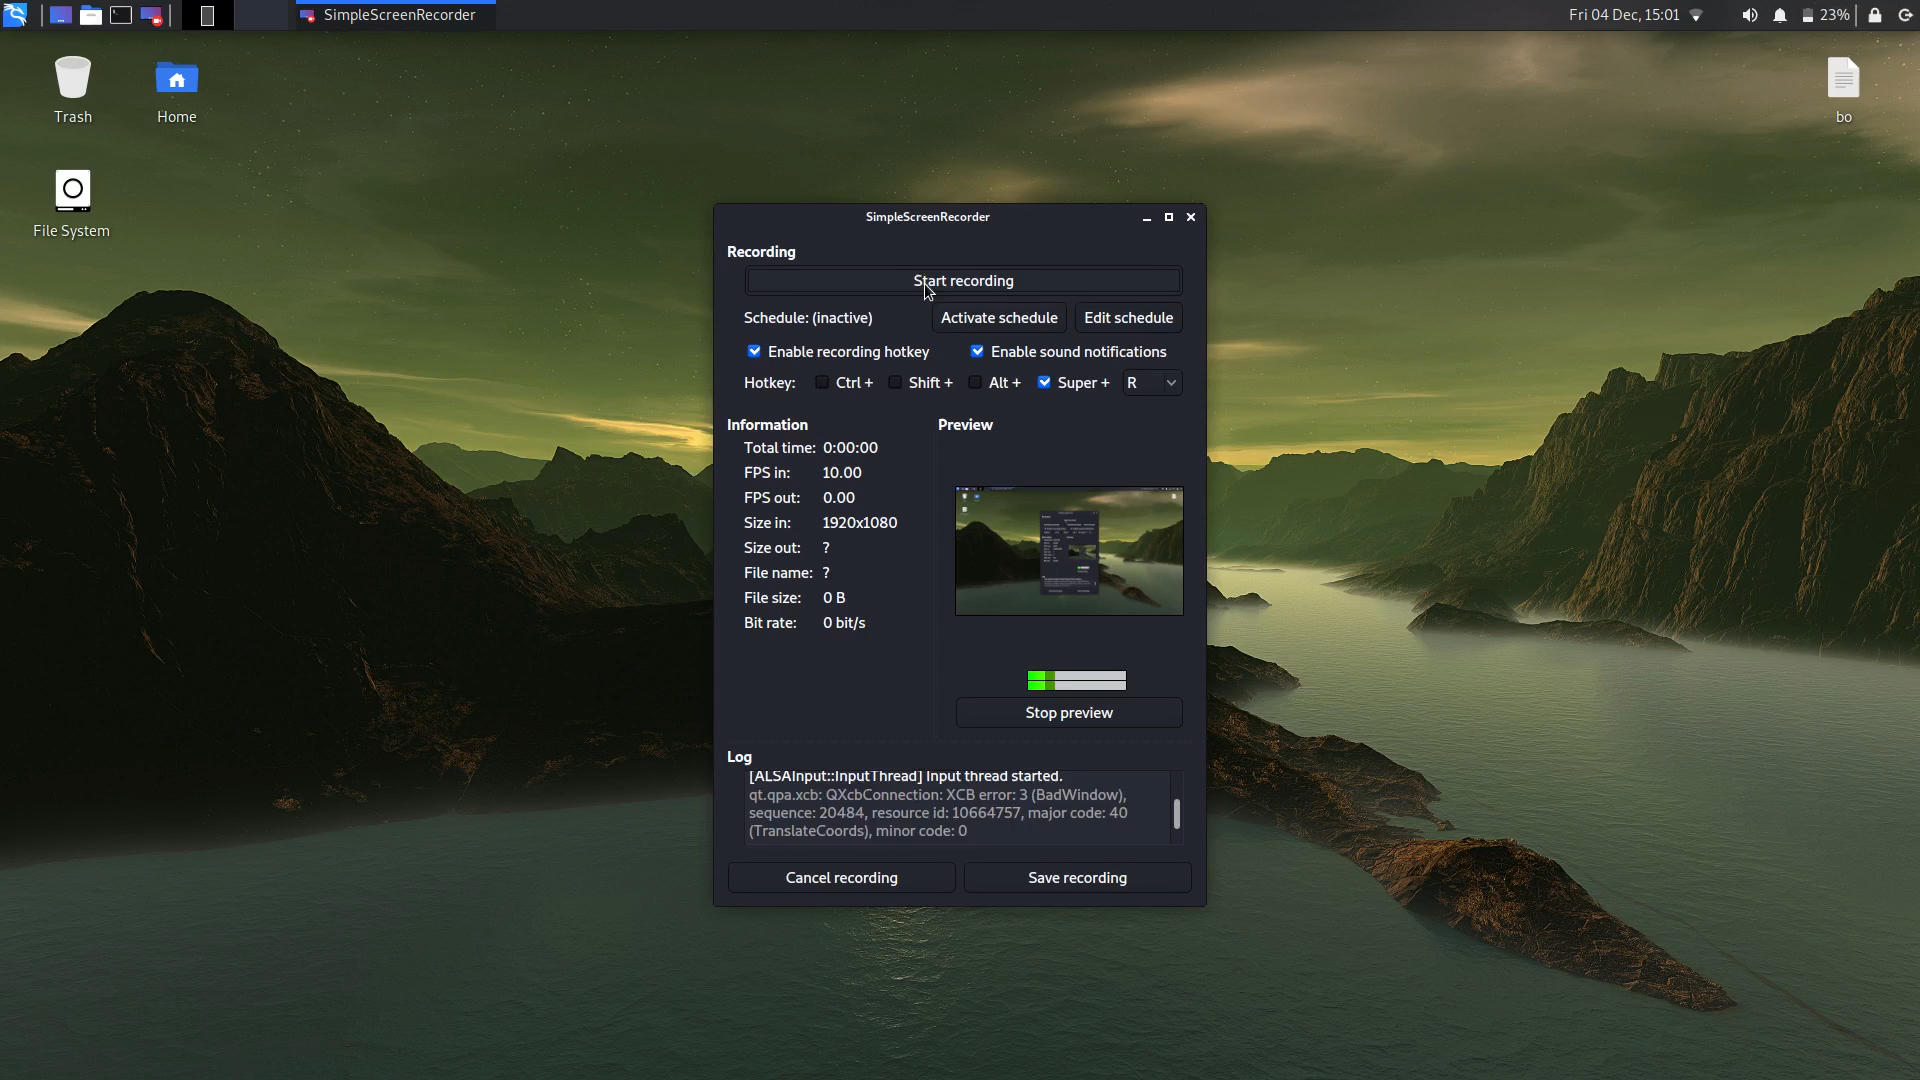 SimpleScreenRecorder
Fri 04 Dec, 15:01
23%
Trash
Home
bo
File System
SimpleScreenRecorder
Recording
Start recording
Schedule: (inactive)
Activate schedule
Edit schedule
Enable recording hotkey
Enable sound notifications
Hotkey: Ctrl + Shift + Alt + Super + R
Information
Preview
Total time: 0:00:00
FPS in: 10.00
FPS out: 0.00
Size in: 1920x1080
Size out: ?
File name: ?
File size: 0 B
Bit rate: 0 bit/s
Stop preview
Log
[ALSAInput::InputThread] Input thread started.
qt.qpa.xcb: QXcbConnection: XCB error: 3 (BadWindow),
sequence: 20484, resource id: 10664757, major code: 40
(TranslateCoords), minor code: 0
Cancel recording
Save recording